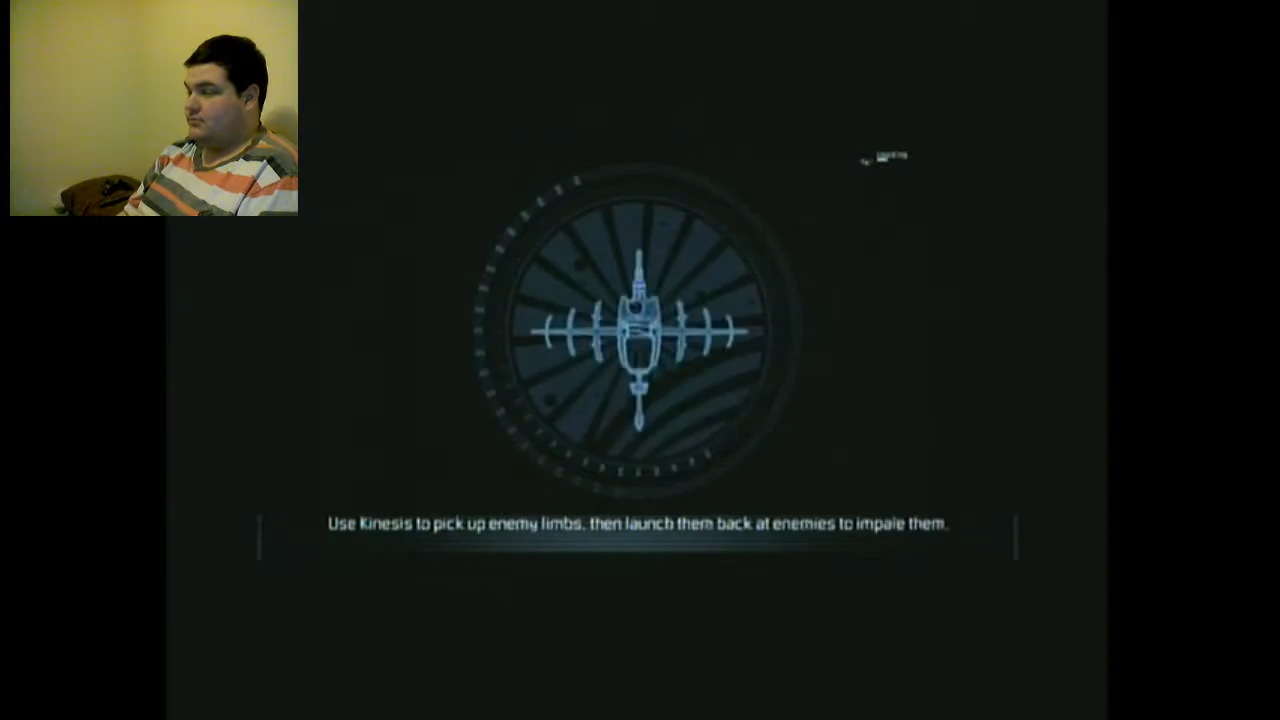 Use Kinesis to pick up enemy limbs, then launch them back at enemies to impale them.